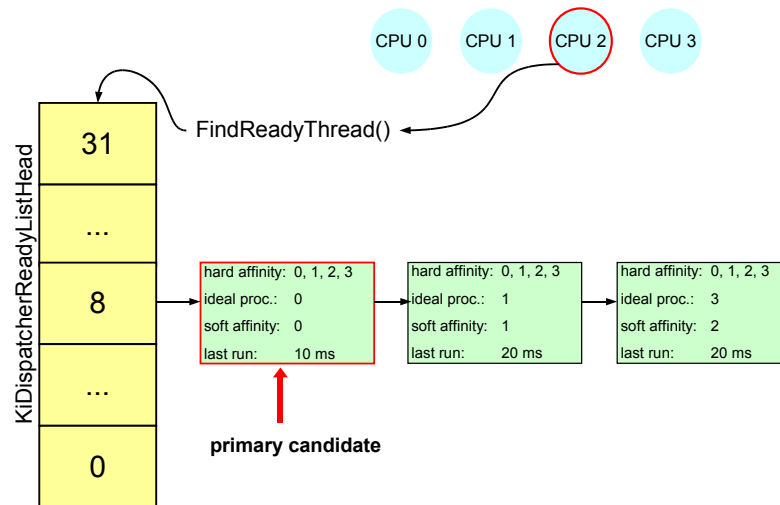 CPU 0 CPU 1 CPU 2 CPU 3
FindReadyThread()
KiDispatcherReadyListHead
31
...
8
...
0
hard affinity: 0, 1, 2, 3
ideal proc.: 0
soft affinity: 0
last run: 10 ms
hard affinity: 0, 1, 2, 3
ideal proc.: 1
soft affinity: 1
last run: 20 ms
hard affinity: 0, 1, 2, 3
ideal proc.: 3
soft affinity: 2
last run: 20 ms
primary candidate